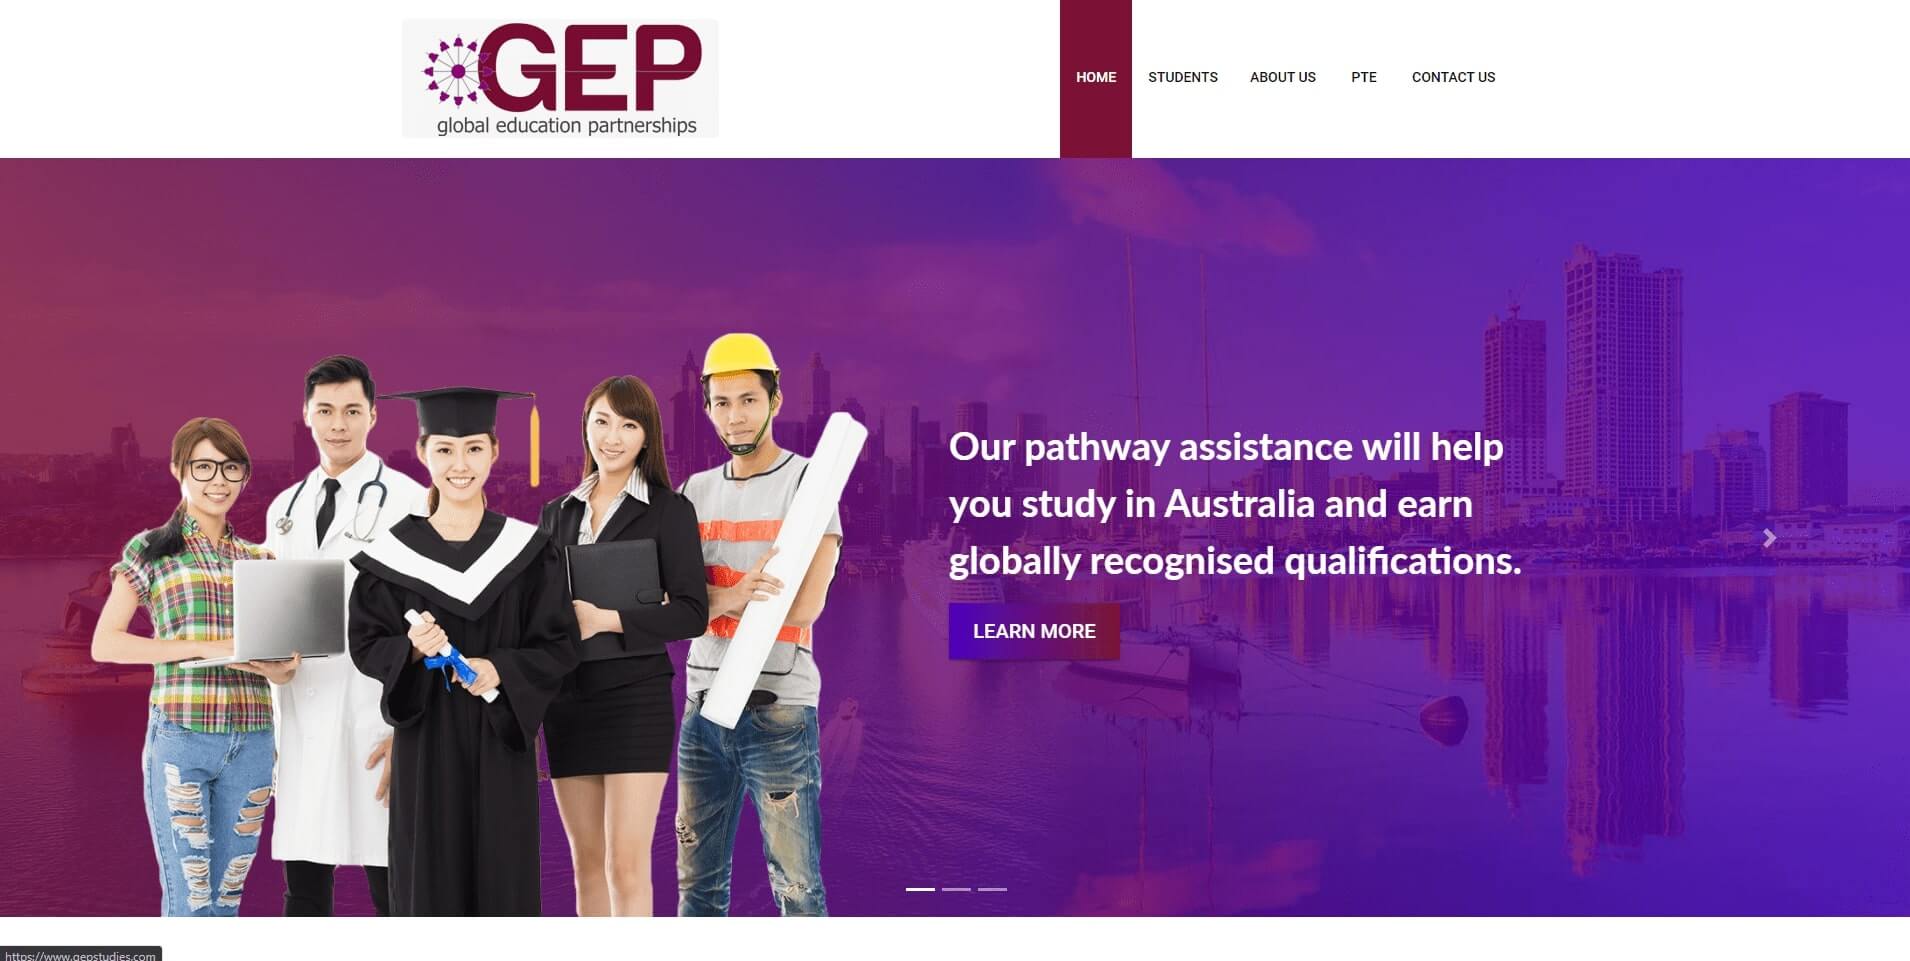 GEP
global education partnerships
HOME STUDENTS ABOUT US PTE CONTACT US
Our pathway assistance will help
you study in Australia and earn
globally recognised qualifications.
LEARN MORE
https://www.gepstudies.com